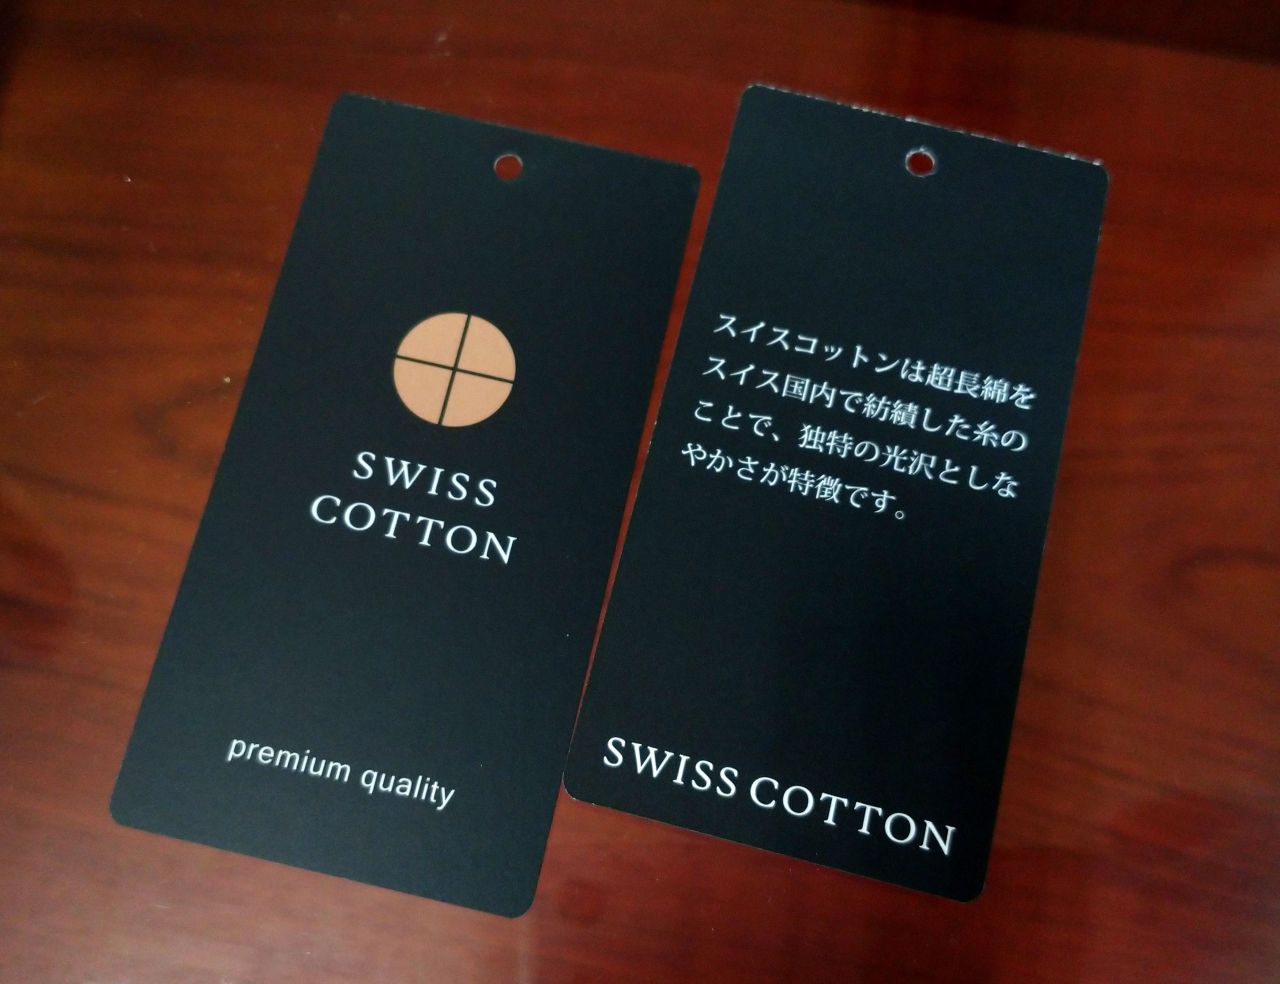 SWISS
COTTON
premium quality
スイスコットンは超長綿を
スイス国内で紡績した糸の
ことで、独特の光沢としな
やかさが特徴です。
SWISS COTTON